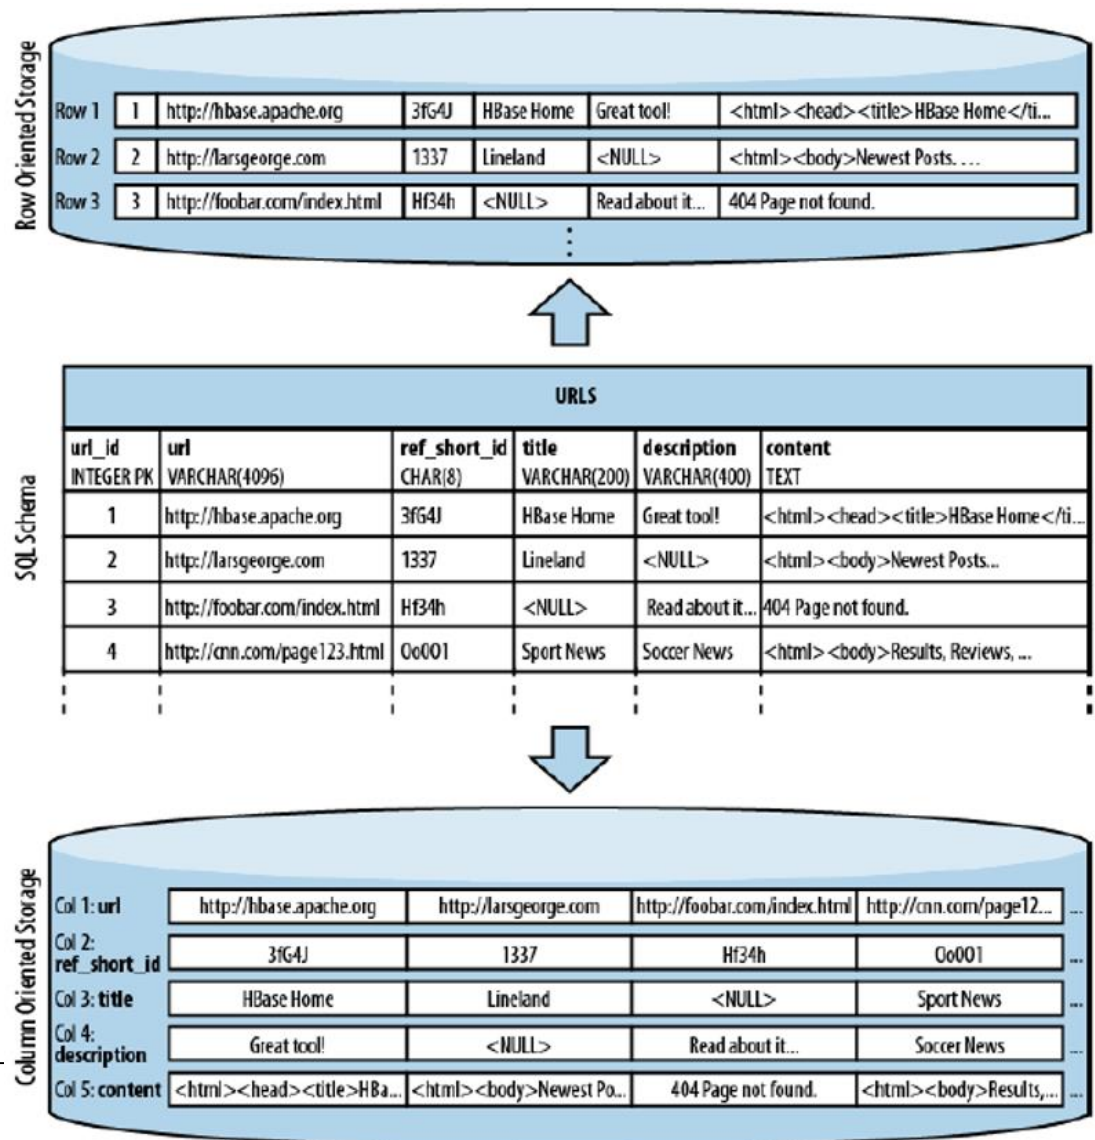 Row Oriented Storage
Row 1 1 http://hbase.apache.org 3fG4J HBase Home Great tool! <html><head><title>HBase Home</ti...
Row 2 2 http://larsgeorge.com 1337 Lineland <NULL> <html><body>Newest Posts. ...
Row 3 3 http://foobar.com/index.html Hf34h <NULL> Read about it... 404 Page not found.
SQL Schema
URLS
url_id url ref_short_id title description content
INTEGER PK VARCHAR(4096) CHAR(8) VARCHAR(200) VARCHAR(400) TEXT
1 http://hbase.apache.org 3fG4J HBase Home Great tool! <html><head><title>HBase Home</ti...
2 http://larsgeorge.com 1337 Lineland <NULL> <html><body>Newest Posts...
3 http://foobar.com/index.html Hf34h <NULL> Read about it... 404 Page not found.
4 http://cnn.com/page123.html Oo001 Sport News Soccer News <html><body>Results, Reviews, ...
Column Oriented Storage
Col 1: url http://hbase.apache.org http://larsgeorge.com http://foobar.com/index.html http://cnn.com/page12... ...
Col 2:
ref_short_id 3fG4J 1337 Hf34h Oo001 ...
Col 3: title HBase Home Lineland <NULL> Sport News ...
Col 4:
description Great tool! <NULL> Read about it... Soccer News ...
Col 5: content <html><head><title>HBa... <html><body>Newest Po... 404 Page not found. <html><body>Results,... ...